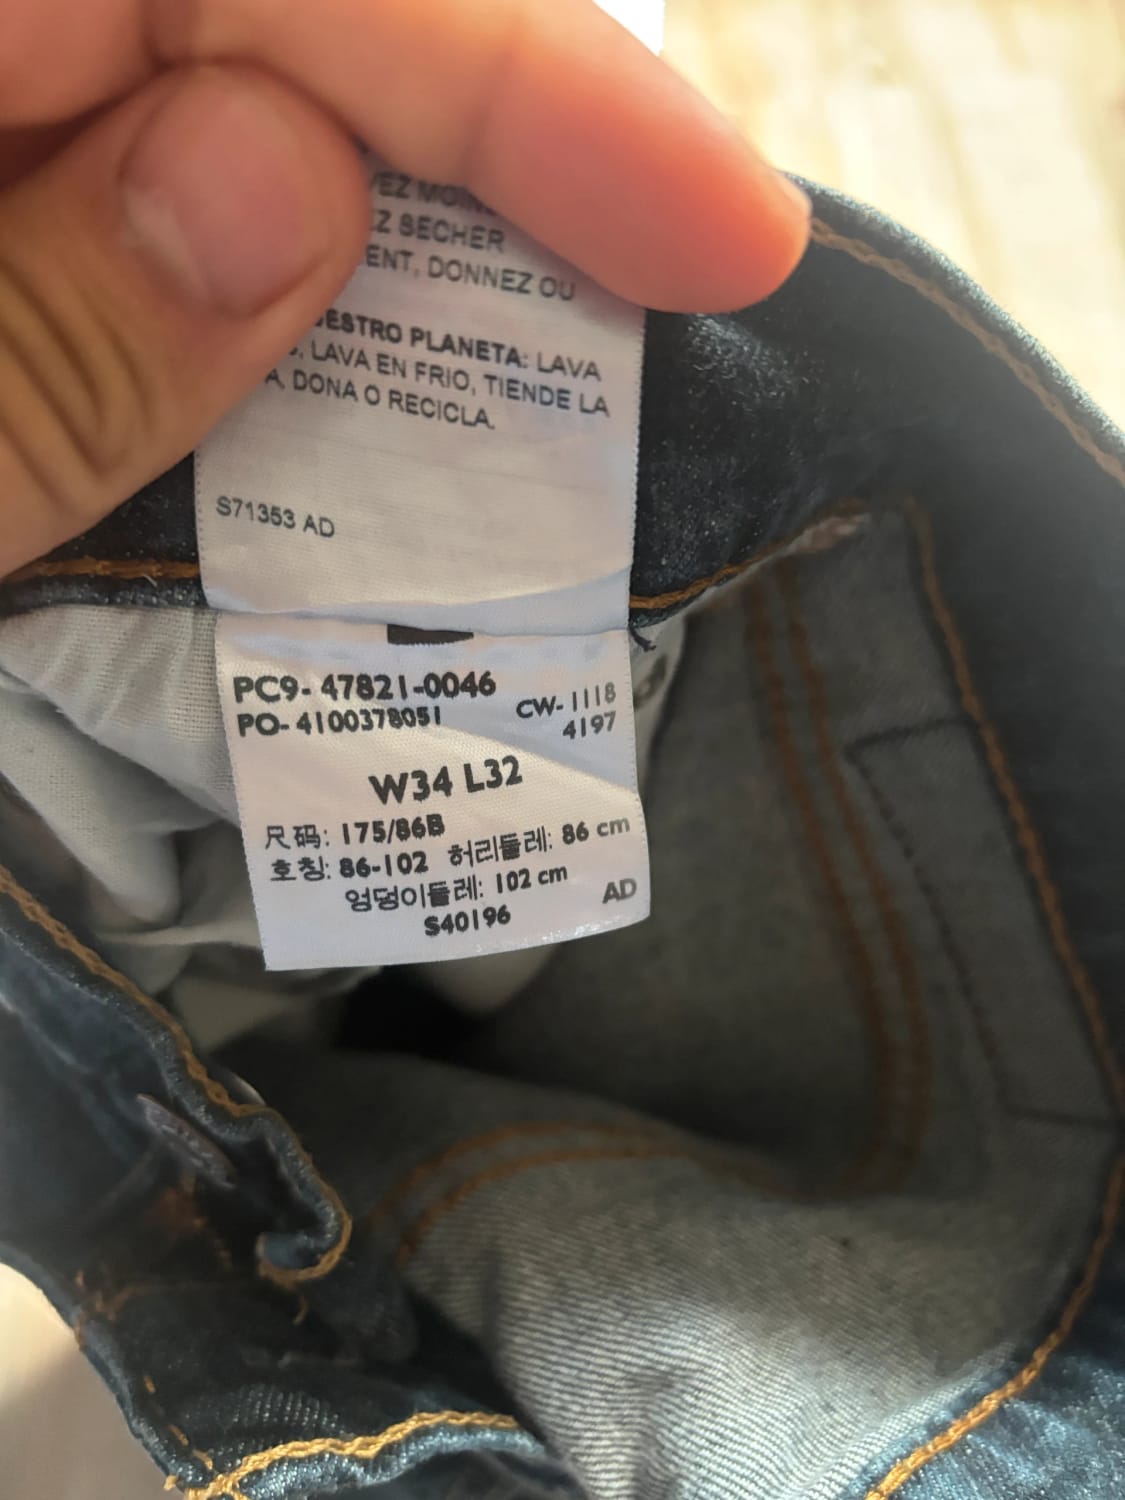 EZ MOINS
Z SECHER
ENT, DONNEZ OU
ESTRO PLANETA: LAVA
LAVA EN FRIO, TIENDE LA
A, DONA O RECICLA.
S71353 AD
PC9- 47821-0046
PO- 4100378051
CW- 1118
4197
W34 L32
尺码: 175/86B
호칭: 86-102 허리둘레: 86 cm
엉덩이둘레: 102 cm
S40196
AD